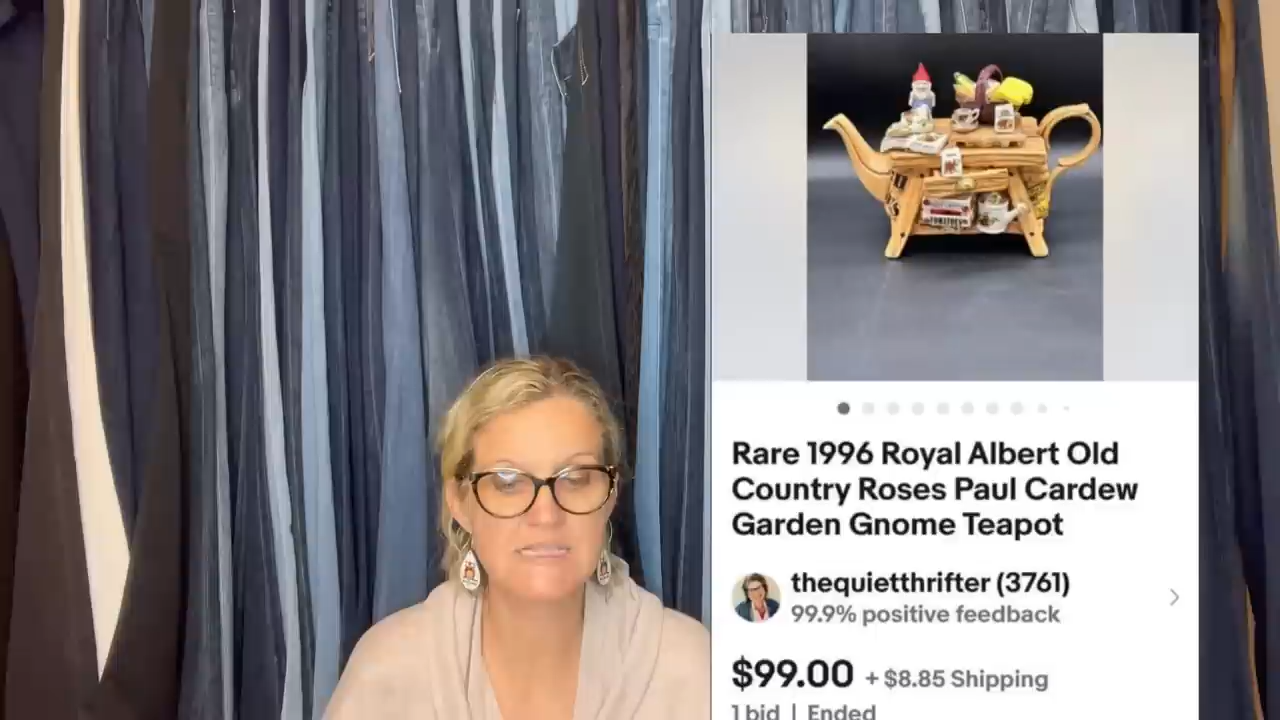 Rare 1996 Royal Albert Old
Country Roses Paul Cardew
Garden Gnome Teapot
thequietthrifter (3761)
99.9% positive feedback
$99.00 + $8.85 Shipping
1 bid | Ended